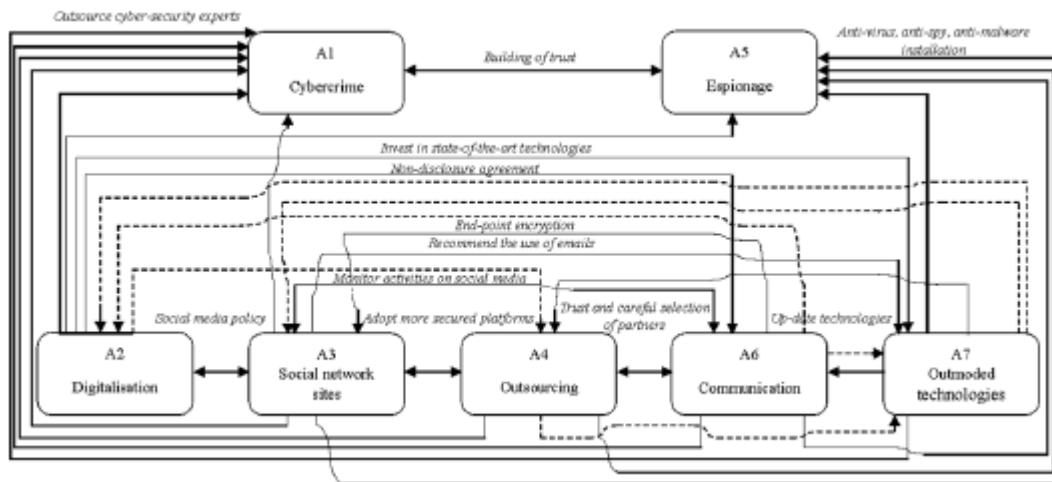 Outsource cyber-security experts
Anti-virus, anti-spy, anti-malware
installation
A1
Cybercrime
Building of trust
A5
Espionage
Invest in state-of-the-art technologies
Non-disclosure agreement
End-point encryption
Recommend the use of emails
Monitor activities on social media
Social media policy
Adopt more secured platforms
Trust and careful selection
of partners
Up-date technologies
A2
Digitalisation
A3
Social network
sites
A4
Outsourcing
A6
Communication
A7
Outmoded
technologies